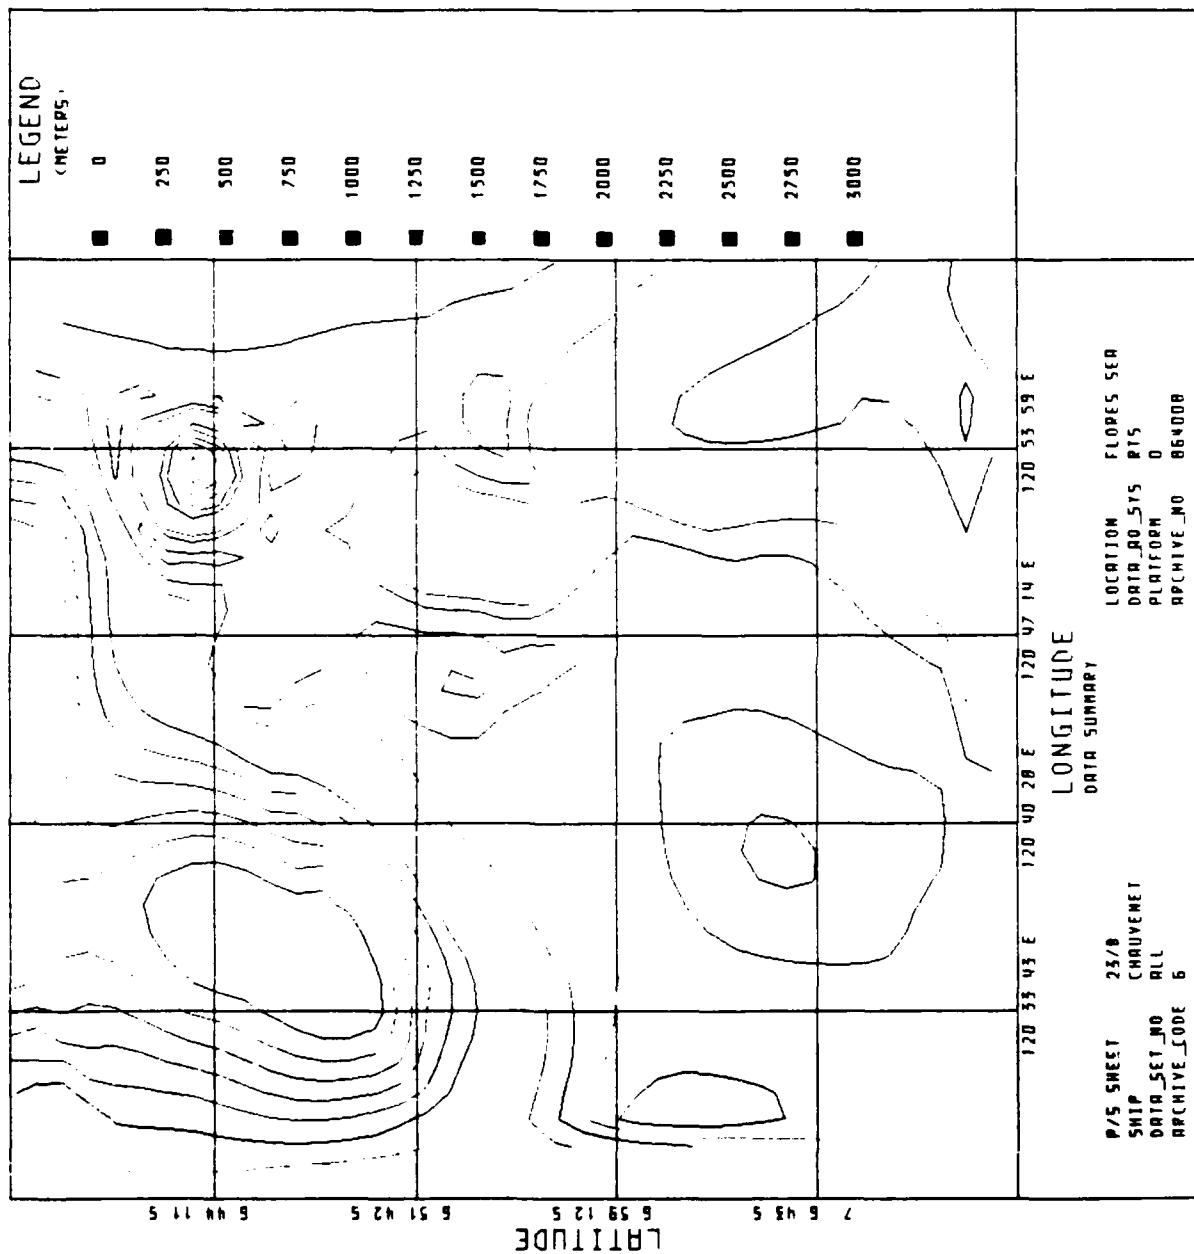 LEGEND
(METERS)
0
250
500
750
1000
1250
1500
1750
2000
2250
2500
2750
3000
LATITUDE
6 44 11 S
6 51 42 S
6 59 12 S
7 6 43 S
120 33 43 E
120 40 28 E
120 47 14 E
120 53 59 E
LONGITUDE
DATA SUMMARY
P/S SHEET 23/8
SHIP CHAUVENET
DATA_SET_NO ALL
ARCHIVE_CODE 6
LOCATION FLORES SEA
DATA_AQ_SYS RTS
PLATFORM 0
ARCHIVE_NO 864008